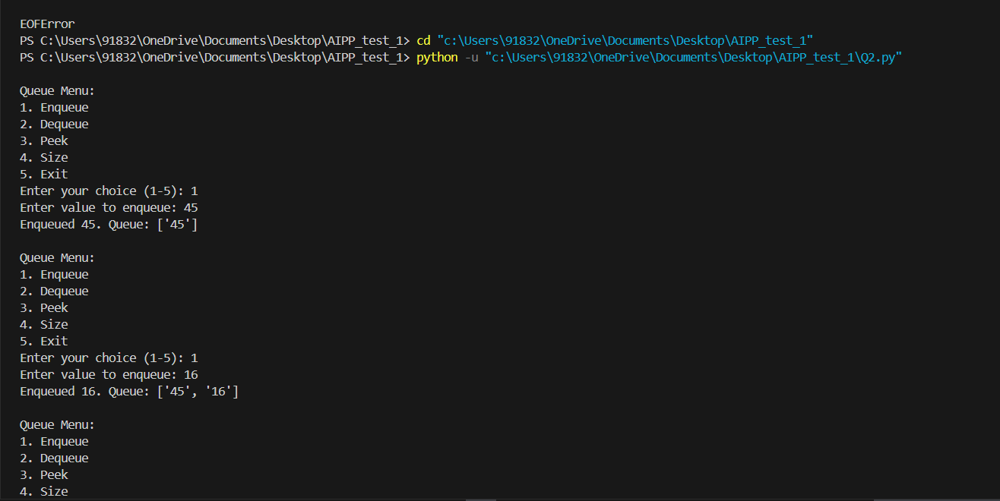 EOFError
PS C:\Users\91832\OneDrive\Documents\Desktop\AIPP_test_1> cd "c:\Users\91832\OneDrive\Documents\Desktop\AIPP_test_1"
PS C:\Users\91832\OneDrive\Documents\Desktop\AIPP_test_1> python -u "c:\Users\91832\OneDrive\Documents\Desktop\AIPP_test_1\Q2.py"
Queue Menu:
1. Enqueue
2. Dequeue
3. Peek
4. Size
5. Exit
Enter your choice (1-5): 1
Enter value to enqueue: 45
Enqueued 45. Queue: ['45']
Queue Menu:
1. Enqueue
2. Dequeue
3. Peek
4. Size
5. Exit
Enter your choice (1-5): 1
Enter value to enqueue: 16
Enqueued 16. Queue: ['45', '16']
Queue Menu:
1. Enqueue
2. Dequeue
3. Peek
4. Size